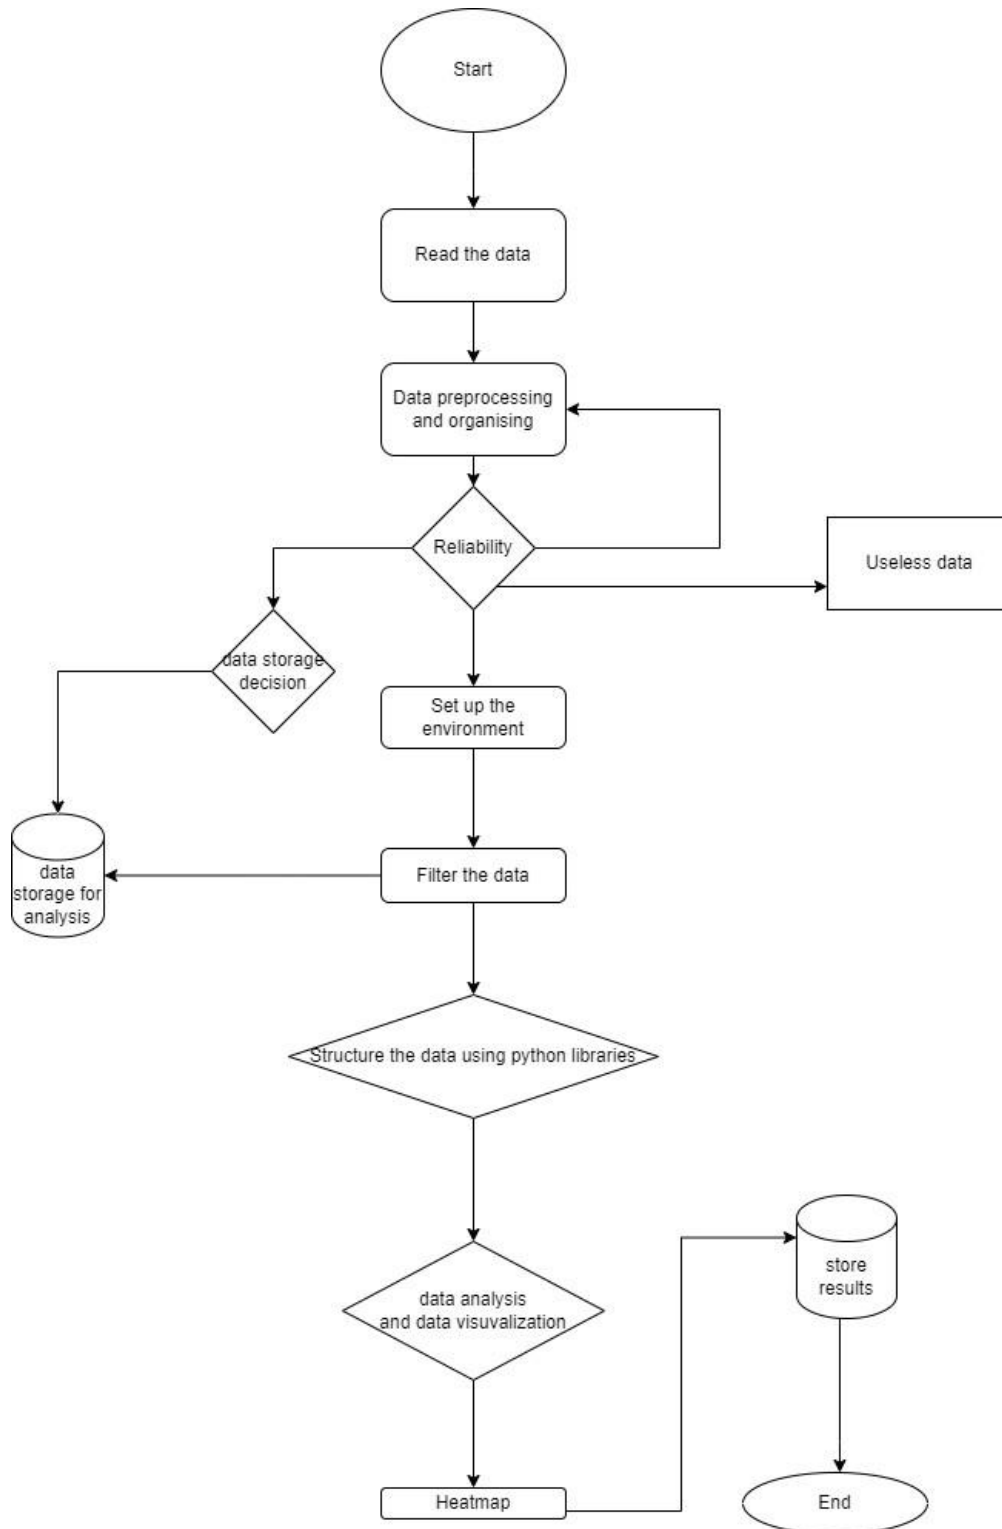 Start
Read the data
Data preprocessing
and organising
Reliability
Useless data
data storage
decision
Set up the
environment
data
storage for
analysis
Filter the data
Structure the data using python libraries
data analysis
and data visuvalization
store
results
Heatmap
End